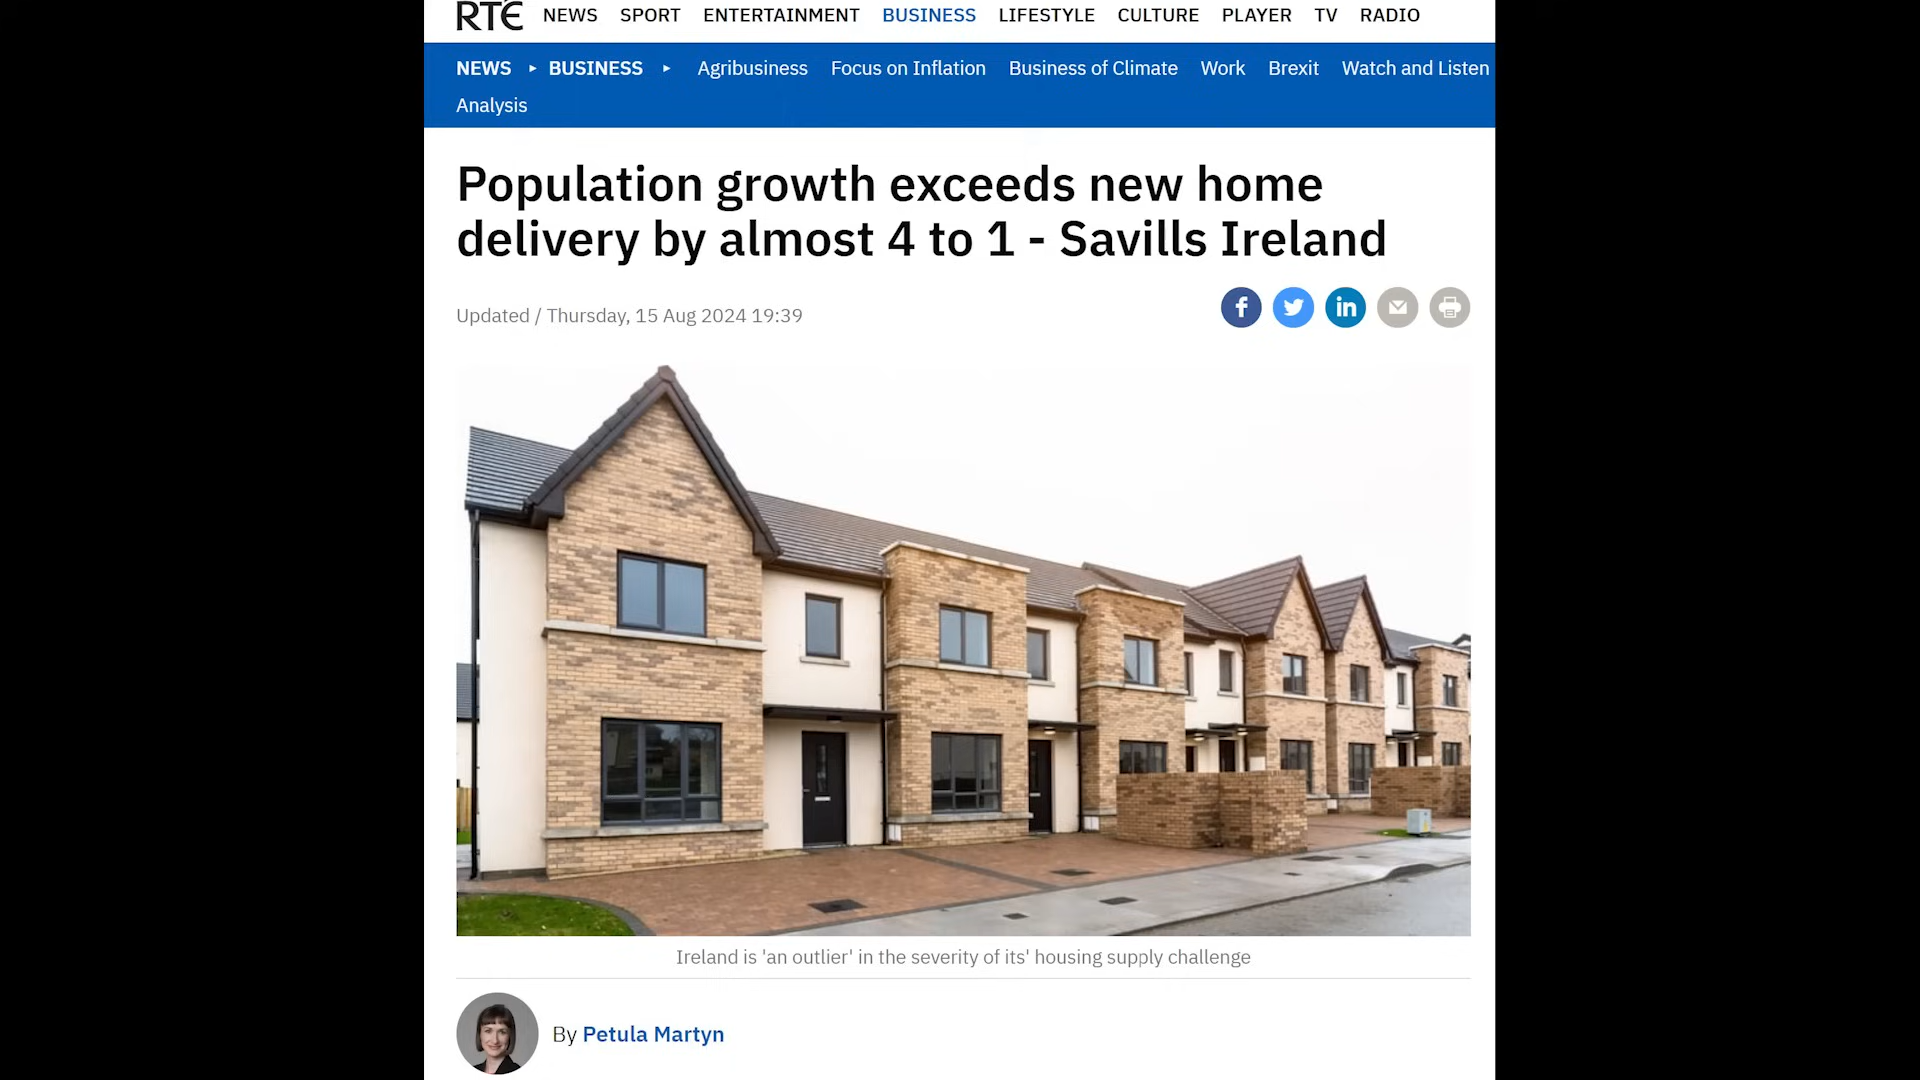 RTÉ NEWS SPORT ENTERTAINMENT BUSINESS LIFESTYLE CULTURE PLAYER TV RADIO
NEWS ▸ BUSINESS ▸ Agribusiness Focus on Inflation Business of Climate Work Brexit Watch and Listen
Analysis
Population growth exceeds new home
delivery by almost 4 to 1 - Savills Ireland
Updated / Thursday, 15 Aug 2024 19:39
Ireland is 'an outlier' in the severity of its' housing supply challenge
By Petula Martyn